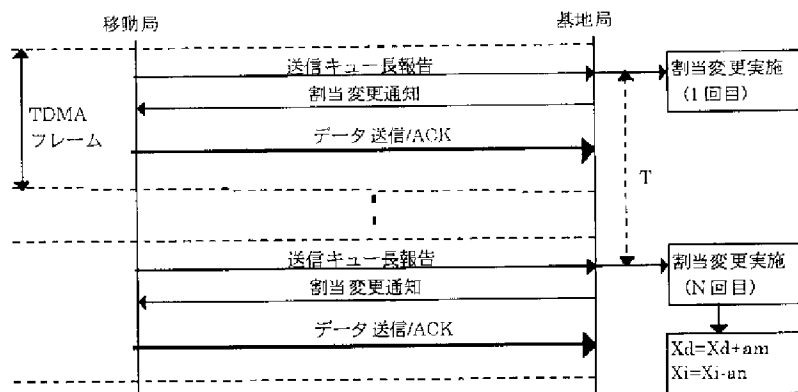 移動局
基地局
送信キュー長報告
割当変更実施
(1回目)
割当変更通知
TDMA
フレーム
データ送信/ACK
T
送信キュー長報告
割当変更実施
(N回目)
割当変更通知
データ送信/ACK
Xd=Xd+am
Xi=Xi-an